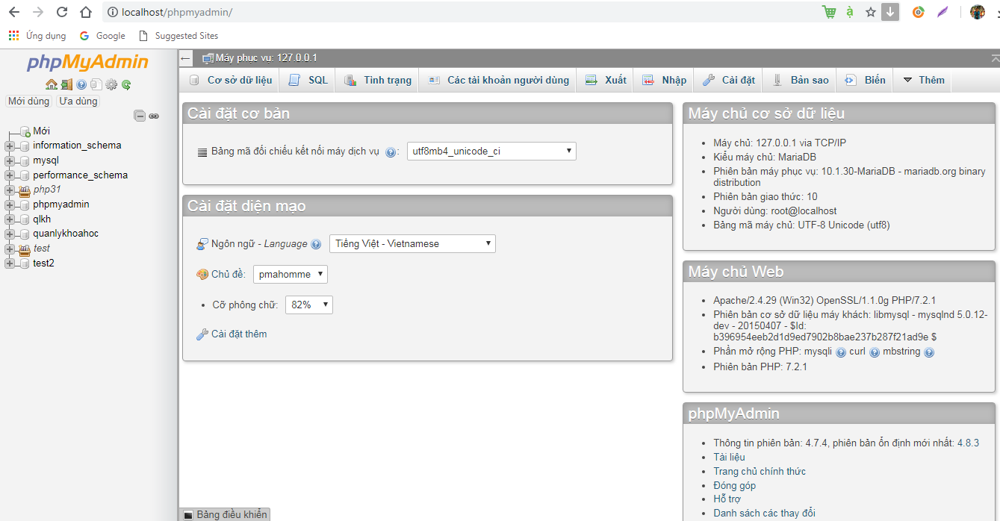 localhost/phpmyadmin/
Ứng dụng Google Suggested Sites
phpMyAdmin
Mới dùng Ưa dùng
Mới
information_schema
mysql
performance_schema
php31
phpmyadmin
qlkh
quanlykhoahoc
test
test2
Máy phục vụ: 127.0.0.1
Cơ sở dữ liệu SQL Tình trạng Các tài khoản người dùng Xuất Nhập Cài đặt Bản sao Biến Thêm
Cài đặt cơ bản
Bảng mã đối chiếu kết nối máy dịch vụ : utf8mb4_unicode_ci
Cài đặt diện mạo
Ngôn ngữ - Language Tiếng Việt - Vietnamese
Chủ đề: pmahomme
Cỡ phông chữ: 82%
Cài đặt thêm
Máy chủ cơ sở dữ liệu
Máy chủ: 127.0.0.1 via TCP/IP
Kiểu máy chủ: MariaDB
Phiên bản máy phục vụ: 10.1.30-MariaDB - mariadb.org binary
distribution
Phiên bản giao thức: 10
Người dùng: root@localhost
Bảng mã máy chủ: UTF-8 Unicode (utf8)
Máy chủ Web
Apache/2.4.29 (Win32) OpenSSL/1.1.0g PHP/7.2.1
Phiên bản cơ sở dữ liệu máy khách: libmysql - mysqlnd 5.0.12-
dev - 20150407 - $Id:
b396954eeb2d1d9ed7902b8bae237b287f21ad9e $
Phần mở rộng PHP: mysqli curl mbstring
Phiên bản PHP: 7.2.1
phpMyAdmin
Thông tin phiên bản: 4.7.4, phiên bản ổn định mới nhất: 4.8.3
Tài liệu
Trang chủ chính thức
Đóng góp
Hỗ trợ
Danh sách các thay đổi
Bảng điều khiển